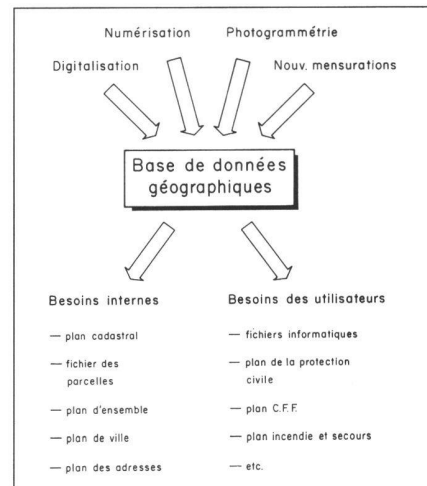 Numérisation Photogrammétrie
Digitalisation Nouv. mensurations
Base de données
géographiques
Besoins internes
— plan cadastral
— fichier des
parcelles
— plan d'ensemble
— plan de ville
— plan des adresses
Besoins des utilisateurs
— fichiers informatiques
— plan de la protection
civile
— plan C.F.F.
— plan incendie et secours
— etc.